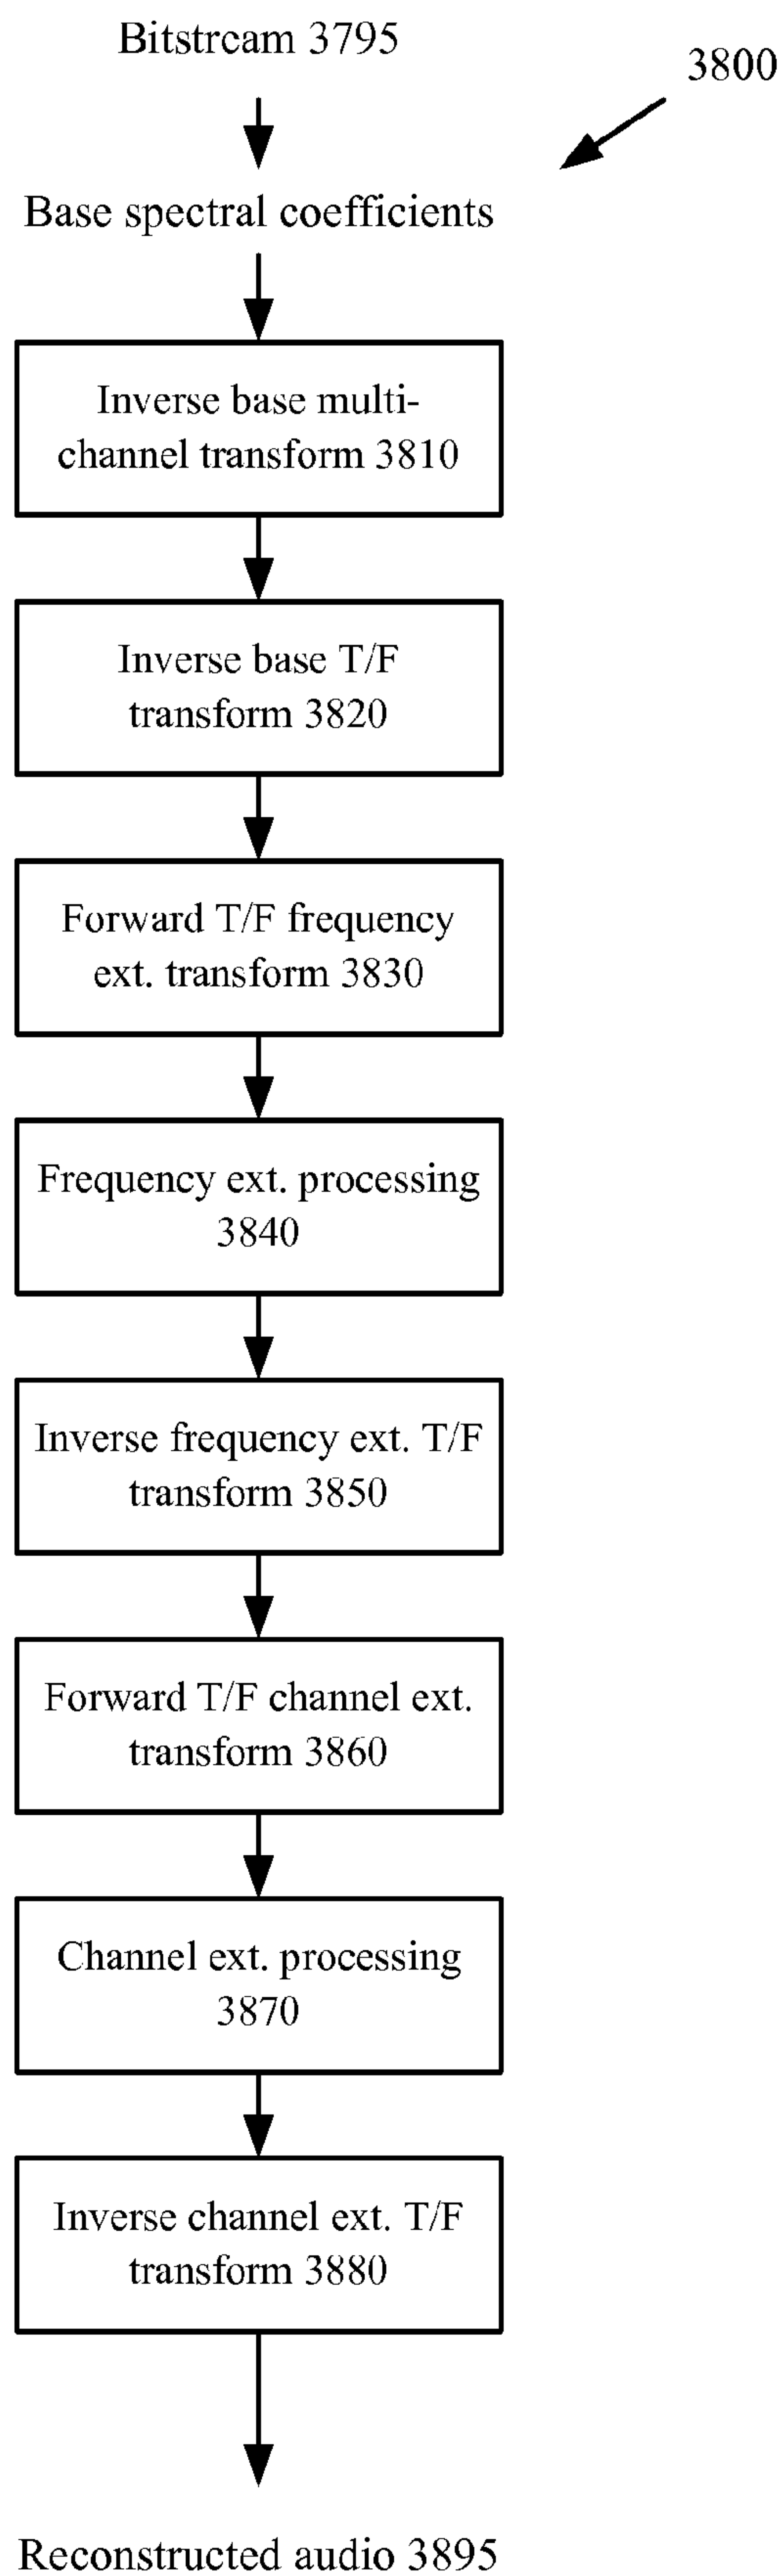 Bitstream 3795
3800
Base spectral coefficients
Inverse base multi-
channel transform 3810
Inverse base T/F
transform 3820
Forward T/F frequency
ext. transform 3830
Frequency ext. processing
3840
Inverse frequency ext. T/F
transform 3850
Forward T/F channel ext.
transform 3860
Channel ext. processing
3870
Inverse channel ext. T/F
transform 3880
Reconstructed audio 3895